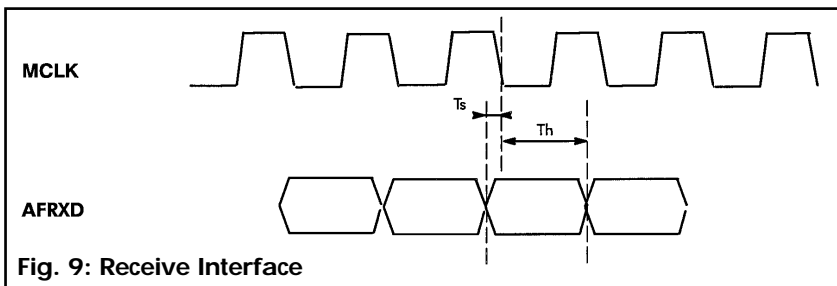 MCLK
Ts
Th
AFRXD
Fig. 9: Receive Interface